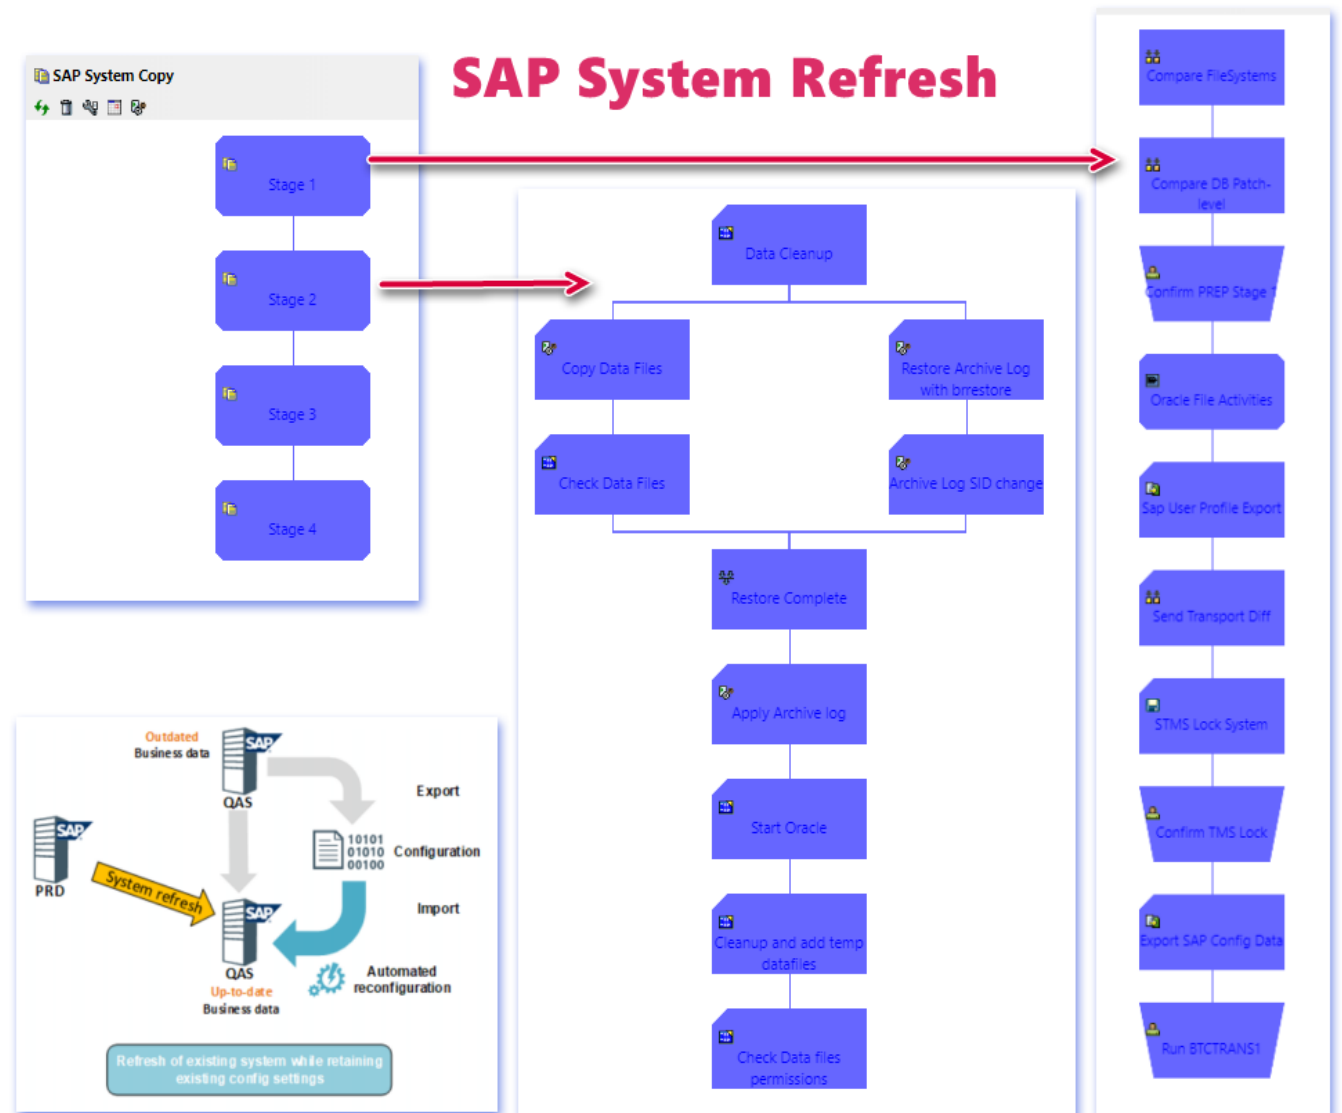 SAP System Refresh
SAP System Copy
Stage 1
Stage 2
Stage 3
Stage 4
Data Cleanup
Copy Data Files
Restore Archive Log
with brrestore
Check Data Files
Archive Log SID change
Restore Complete
Apply Archive log
Start Oracle
Cleanup and add temp
datafiles
Check Data files
permissions
Compare FileSystems
Compare DB Patch-
level
Confirm PREP Stage 1
Oracle File Activities
Sap User Profile Export
Send Transport Diff
STMS Lock System
Confirm TMS Lock
Export SAP Config Data
Run BTCTRANS1
Outdated
Business data
SAP
QAS
Export
SAP
PRD
10101
01010
00100
Configuration
System refresh
Import
SAP
QAS
Up-to-date
Business data
Automated
reconfiguration
Refresh of existing system while retaining
existing config settings